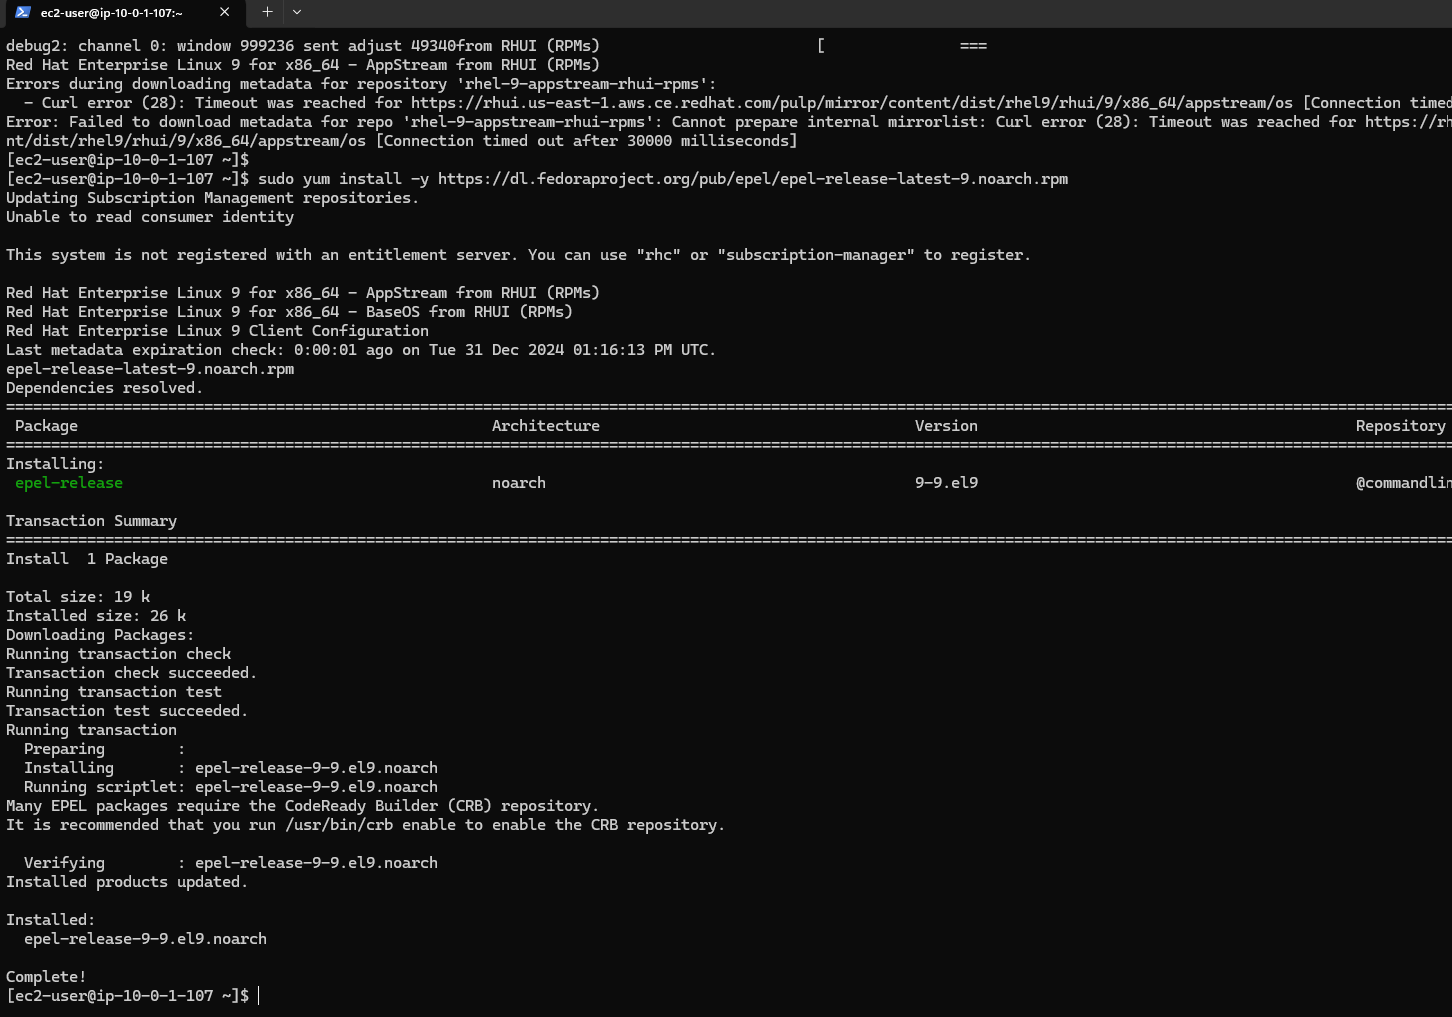 ec2-user@ip-10-0-1-107:~
debug2: channel 0: window 999236 sent adjust 49340from RHUI (RPMs) [ ===
Red Hat Enterprise Linux 9 for x86_64 - AppStream from RHUI (RPMs)
Errors during downloading metadata for repository 'rhel-9-appstream-rhui-rpms':
  - Curl error (28): Timeout was reached for https://rhui.us-east-1.aws.ce.redhat.com/pulp/mirror/content/dist/rhel9/rhui/9/x86_64/appstream/os [Connection timed
Error: Failed to download metadata for repo 'rhel-9-appstream-rhui-rpms': Cannot prepare internal mirrorlist: Curl error (28): Timeout was reached for https://rh
nt/dist/rhel9/rhui/9/x86_64/appstream/os [Connection timed out after 30000 milliseconds]
[ec2-user@ip-10-0-1-107 ~]$
[ec2-user@ip-10-0-1-107 ~]$ sudo yum install -y https://dl.fedoraproject.org/pub/epel/epel-release-latest-9.noarch.rpm
Updating Subscription Management repositories.
Unable to read consumer identity
This system is not registered with an entitlement server. You can use "rhc" or "subscription-manager" to register.
Red Hat Enterprise Linux 9 for x86_64 - AppStream from RHUI (RPMs)
Red Hat Enterprise Linux 9 for x86_64 - BaseOS from RHUI (RPMs)
Red Hat Enterprise Linux 9 Client Configuration
Last metadata expiration check: 0:00:01 ago on Tue 31 Dec 2024 01:16:13 PM UTC.
epel-release-latest-9.noarch.rpm
Dependencies resolved.
Package Architecture Version Repository
Installing:
epel-release noarch 9-9.el9 @commandlin
Transaction Summary
Install  1 Package
Total size: 19 k
Installed size: 26 k
Downloading Packages:
Running transaction check
Transaction check succeeded.
Running transaction test
Transaction test succeeded.
Running transaction
  Preparing        :
  Installing       : epel-release-9-9.el9.noarch
  Running scriptlet: epel-release-9-9.el9.noarch
Many EPEL packages require the CodeReady Builder (CRB) repository.
It is recommended that you run /usr/bin/crb enable to enable the CRB repository.
  Verifying        : epel-release-9-9.el9.noarch
Installed products updated.
Installed:
  epel-release-9-9.el9.noarch
Complete!
[ec2-user@ip-10-0-1-107 ~]$